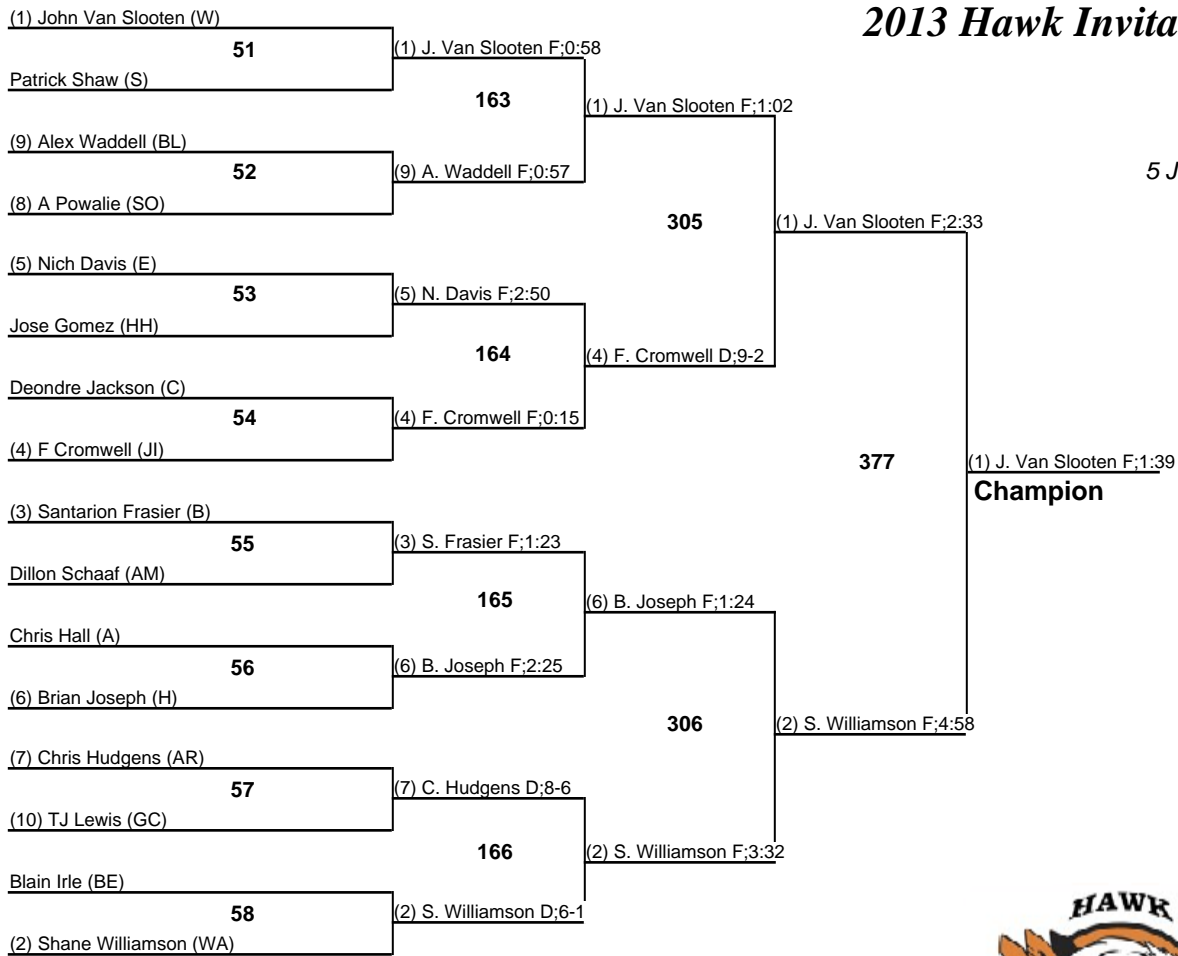 2013 Hawk Invita
5 J
(1) John Van Slooten (W)
51
Patrick Shaw (S)
(9) Alex Waddell (BL)
52
(8) A Powalie (SO)
(5) Nich Davis (E)
53
Jose Gomez (HH)
Deondre Jackson (C)
54
(4) F Cromwell (JI)
(3) Santarion Frasier (B)
55
Dillon Schaaf (AM)
Chris Hall (A)
56
(6) Brian Joseph (H)
(7) Chris Hudgens (AR)
57
(10) TJ Lewis (GC)
Blain Irle (BE)
58
(2) Shane Williamson (WA)
(1) J. Van Slooten F;0:58
163
(9) A. Waddell F;0:57
(5) N. Davis F;2:50
164
(4) F. Cromwell F;0:15
(3) S. Frasier F;1:23
165
(6) B. Joseph F;2:25
(7) C. Hudgens D;8-6
166
(2) S. Williamson D;6-1
(1) J. Van Slooten F;1:02
305
(4) F. Cromwell D;9-2
(6) B. Joseph F;1:24
306
(2) S. Williamson F;3:32
(1) J. Van Slooten F;2:33
377
(2) S. Williamson F;4:58
(1) J. Van Slooten F;1:39
Champion
HAWK